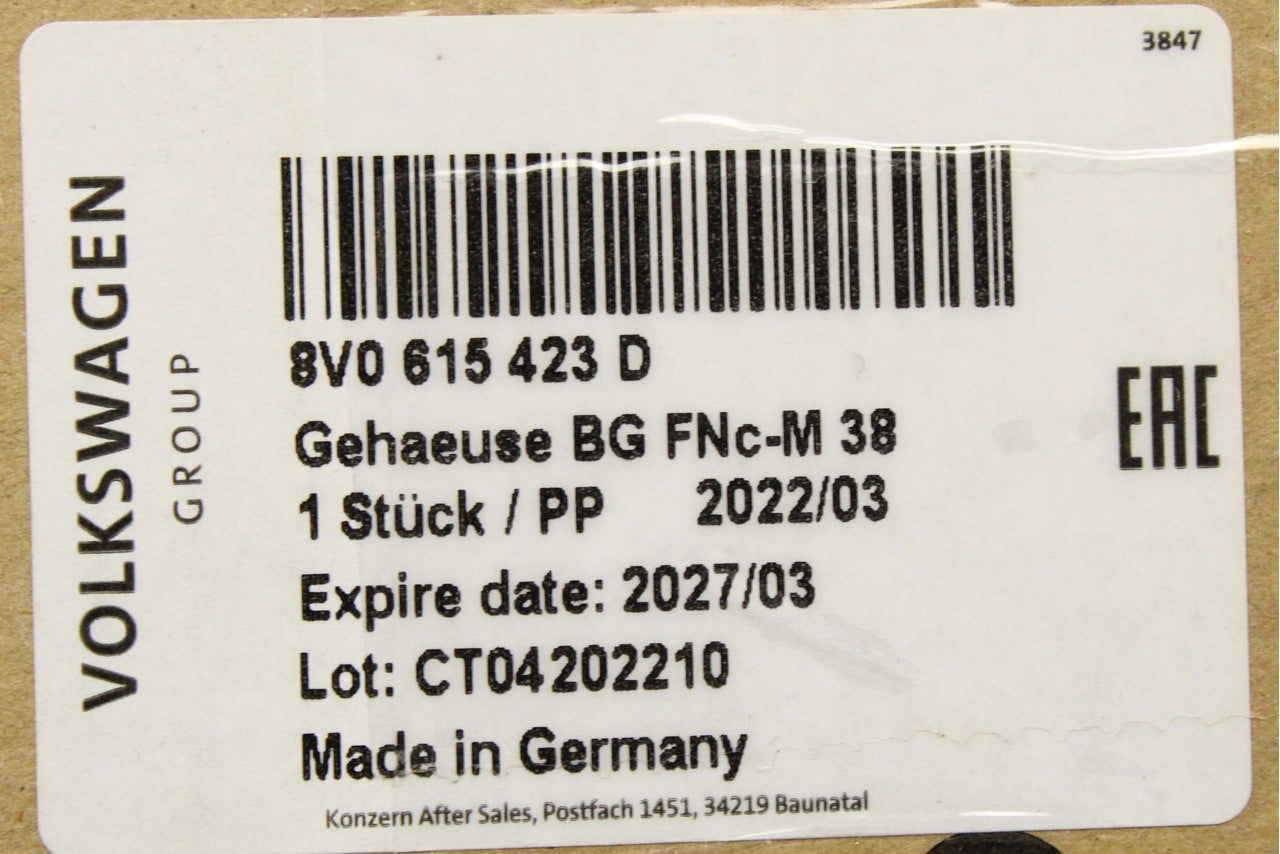 3847
VOLKSWAGEN
GROUP
8V0 615 423 D
Gehaeuse BG FNc-M 38
1 Stück / PP 2022/03
Expire date: 2027/03
Lot: CT04202210
Made in Germany
Konzern After Sales, Postfach 1451, 34219 Baunatal
EAC